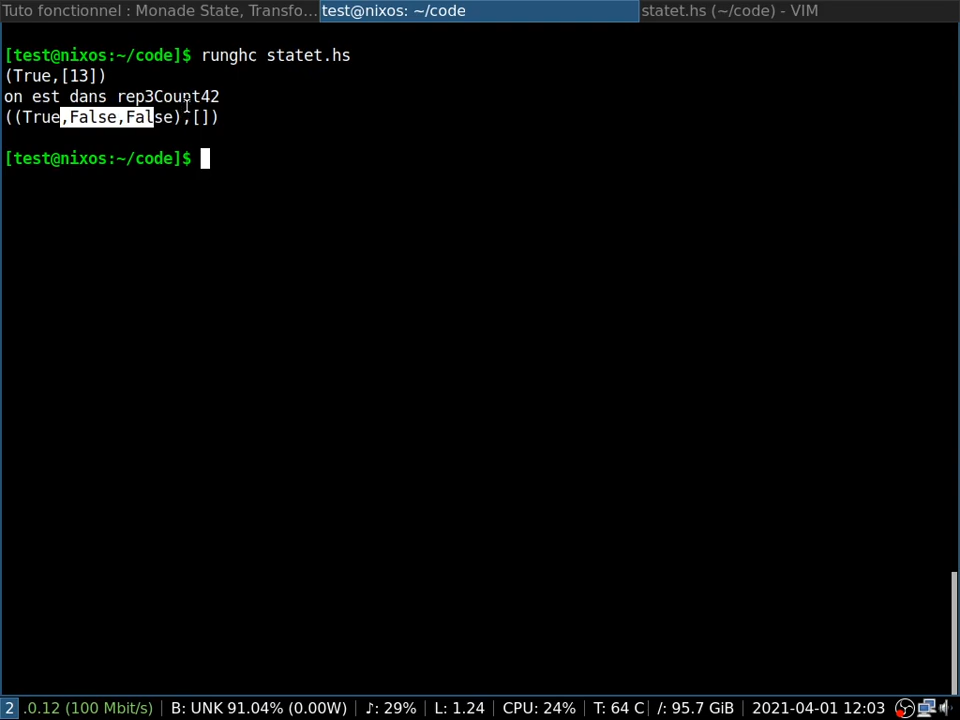 Tuto fonctionnel : Monade State, Transfo... test@nixos: ~/code statet.hs (~/code) - VIM
[test@nixos:~/code]$ runghc statet.hs
(True,[13])
on est dans rep3Count42
((True,False,False),[])
[test@nixos:~/code]$
2 .0.12 (100 Mbit/s) B: UNK 91.04% (0.00W) ♪: 29% L: 1.24 CPU: 24% T: 64 C /: 95.7 GiB 2021-04-01 12:03